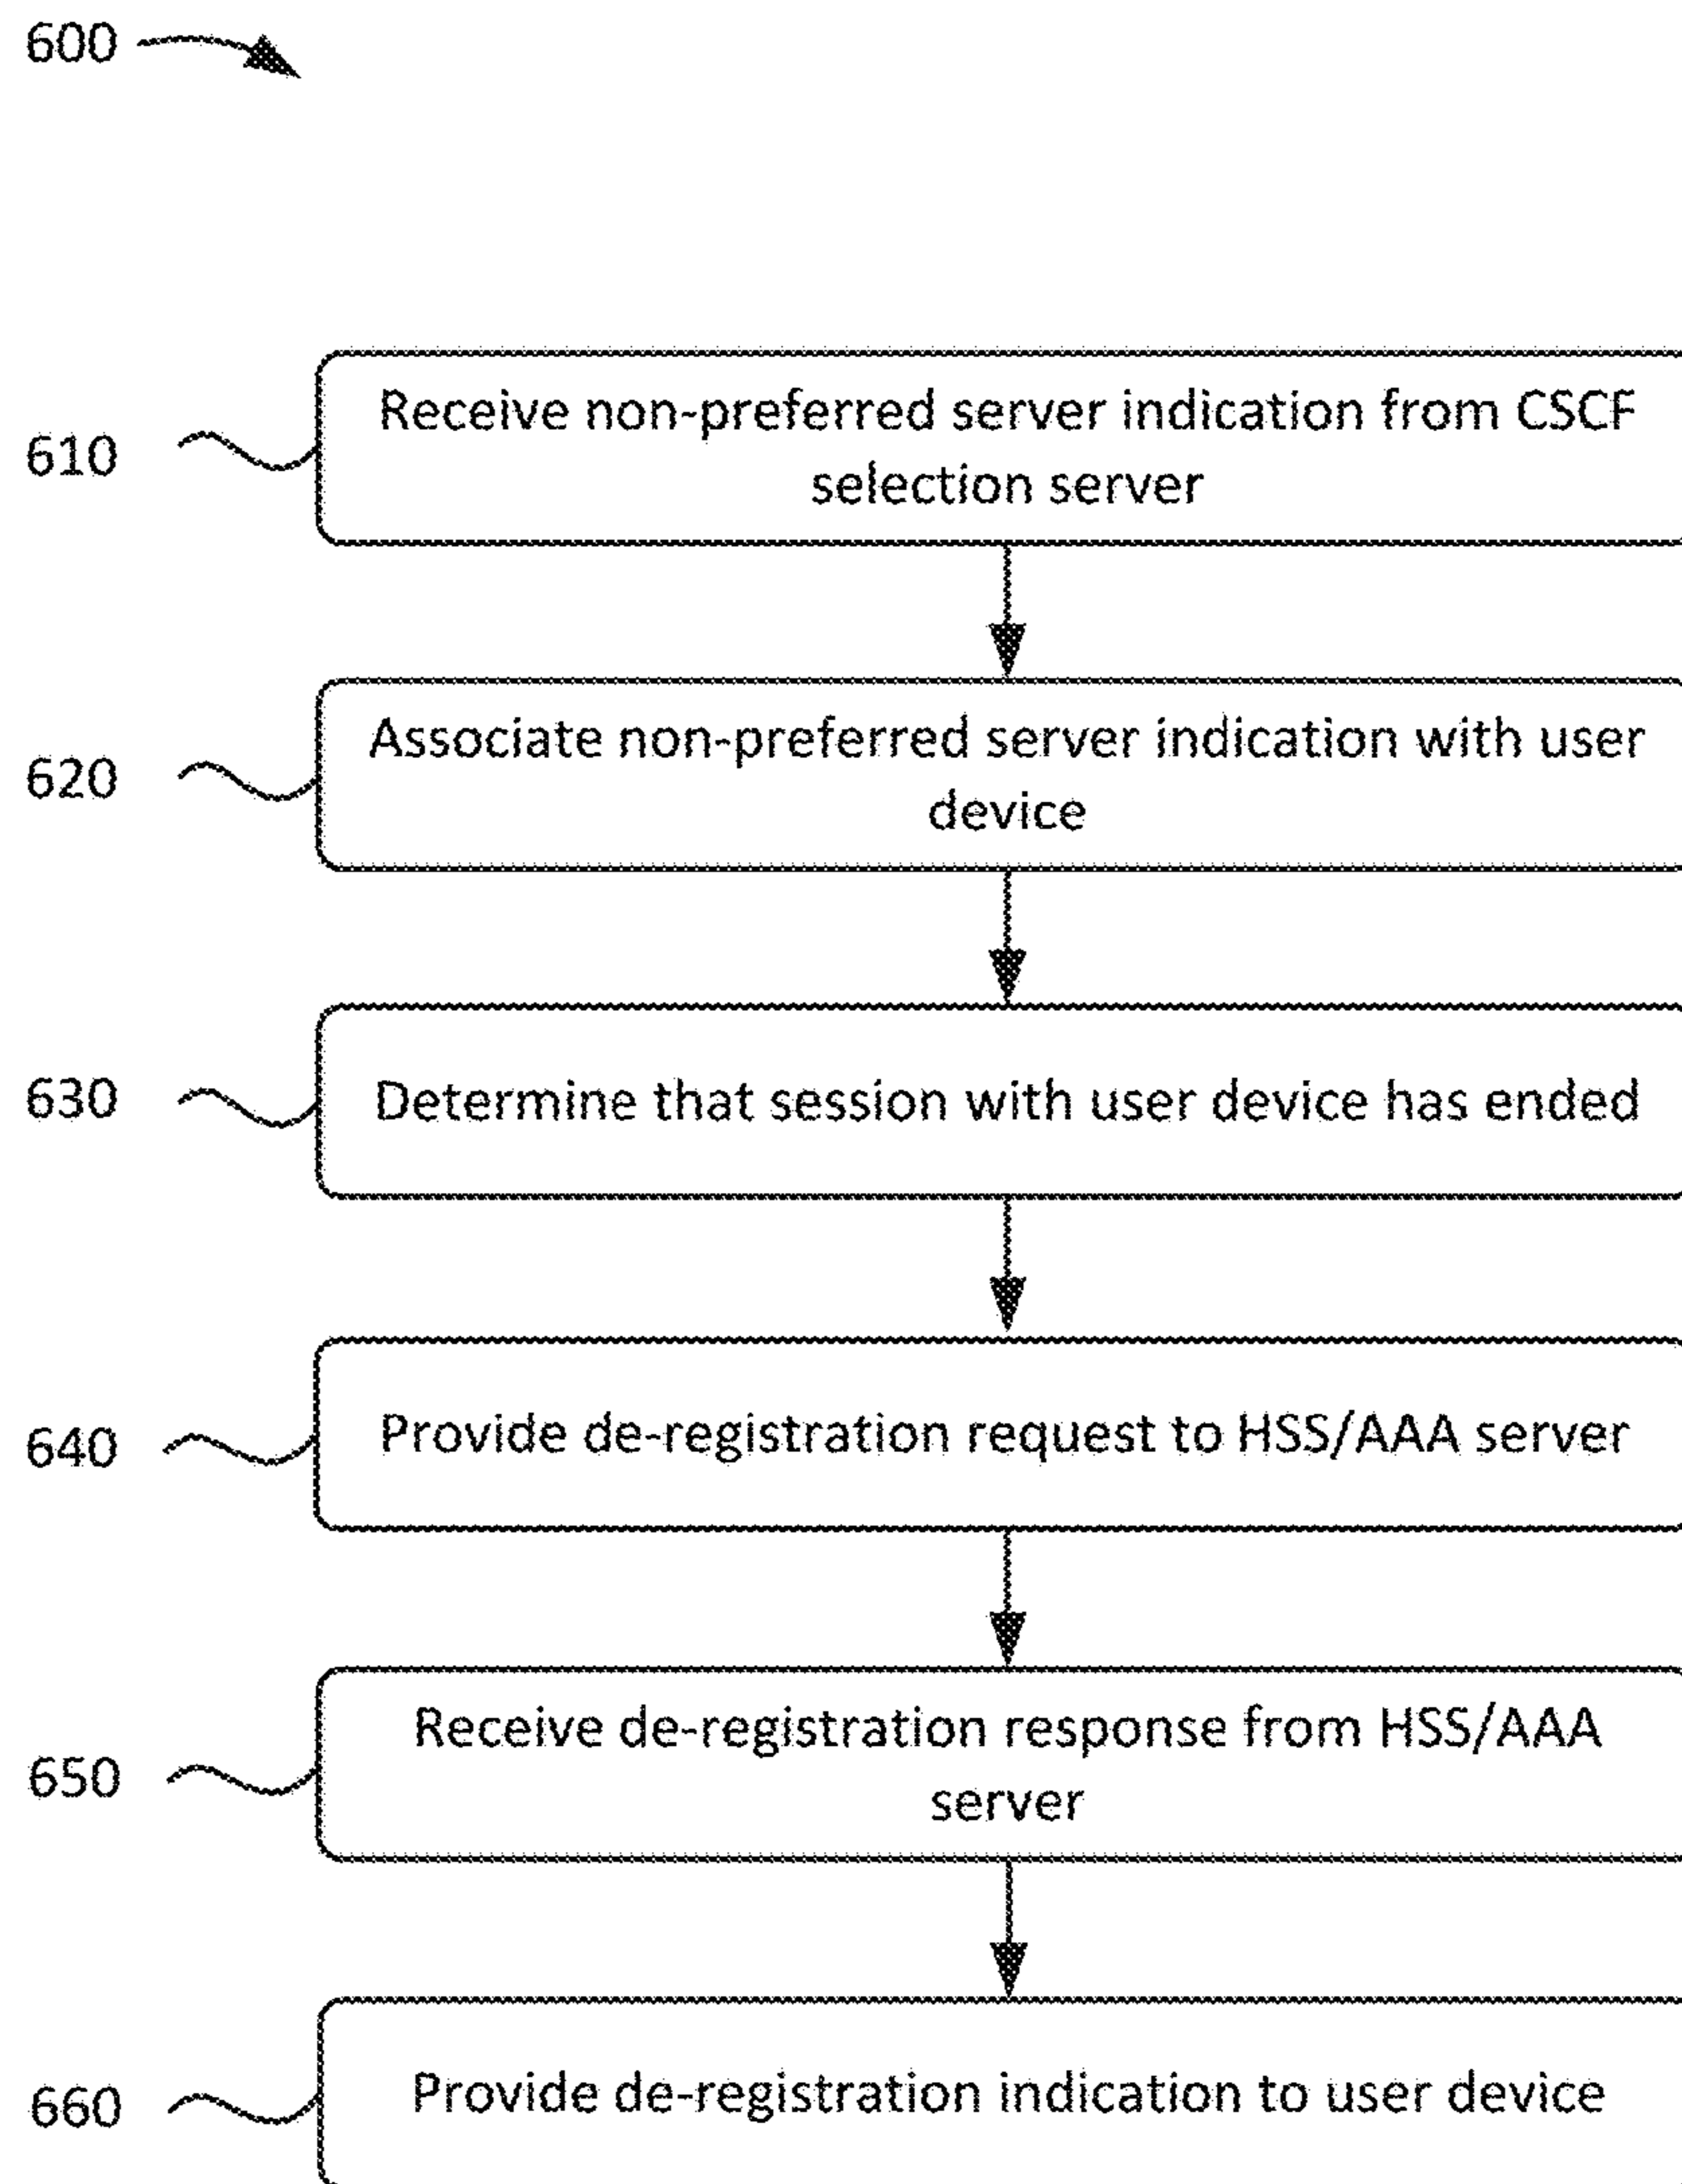 600
610
Receive non-preferred server indication from CSCF
selection server
620
Associate non-preferred server indication with user
device
630
Determine that session with user device has ended
640
Provide de-registration request to HSS/AAA server
650
Receive de-registration response from HSS/AAA
server
660
Provide de-registration indication to user device